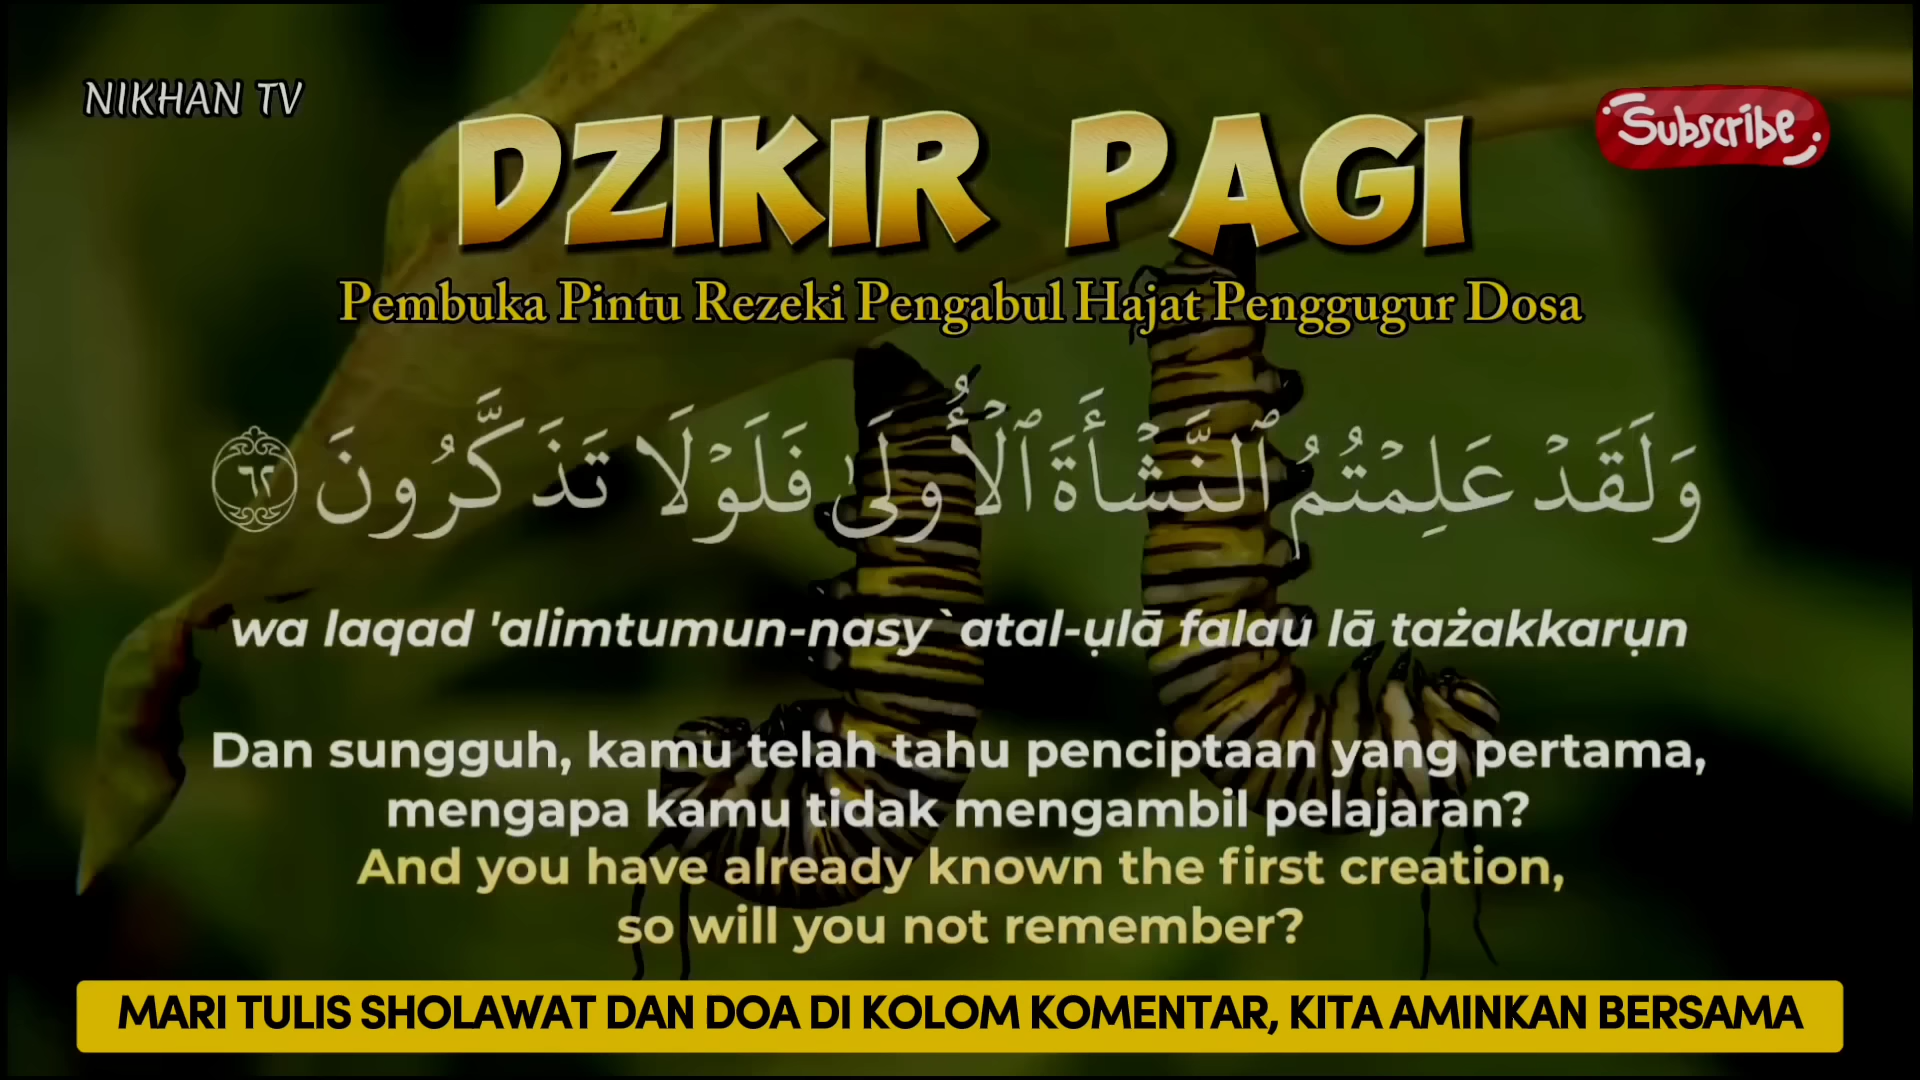 NIKHAN TV
Subscribe
DZIKIR PAGI
Pembuka Pintu Rezeki Pengabul Hajat Penggugur Dosa
وَلَقَدْ عَلِمْتُمُ ٱلنَّشْأَةَ ٱلْأُولَىٰ فَلَوْلَا تَذَكَّرُونَ ٦٢
wa laqad 'alimtumun-nasy`atal-ụlā falau lā tażakkarụn
Dan sungguh, kamu telah tahu penciptaan yang pertama,
mengapa kamu tidak mengambil pelajaran?
And you have already known the first creation,
so will you not remember?
MARI TULIS SHOLAWAT DAN DOA DI KOLOM KOMENTAR, KITA AMINKAN BERSAMA